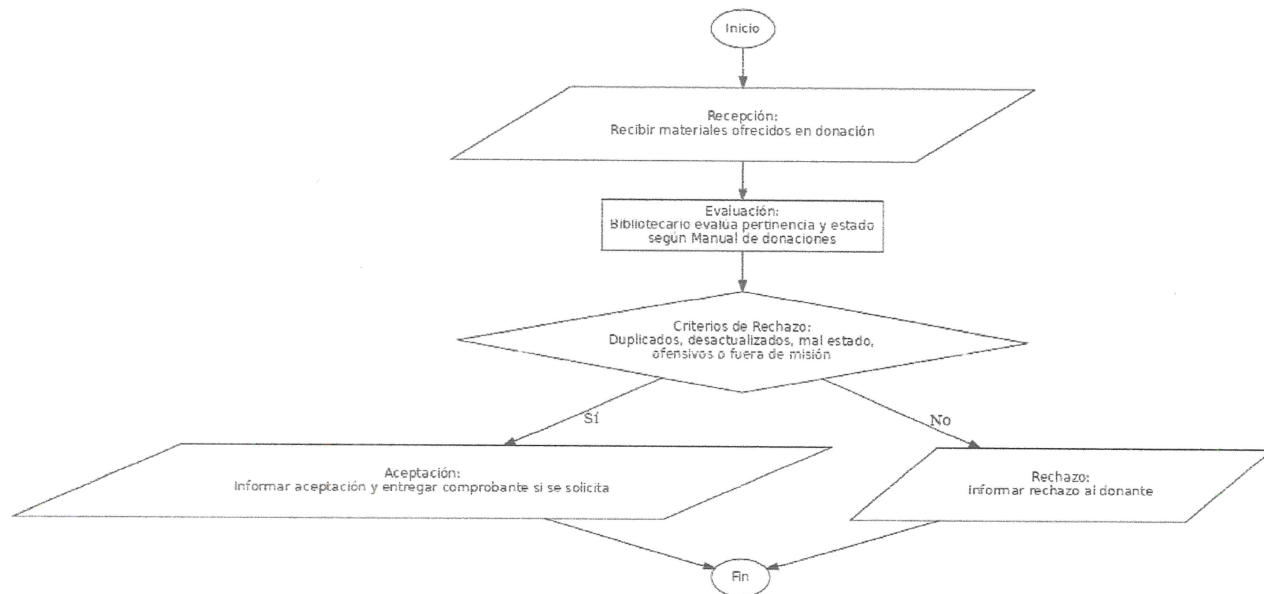 Inicio
Recepción:
Recibir materiales ofrecidos en donación
Evaluación:
Bibliotecario evalúa pertinencia y estado
según Manual de donaciones
Criterios de Rechazo:
Duplicados, desactualizados, mal estado,
ofensivos o fuera de misión
Sí
No
Aceptación:
Informar aceptación y entregar comprobante si se solicita
Rechazo:
Informar rechazo al donante
Fin